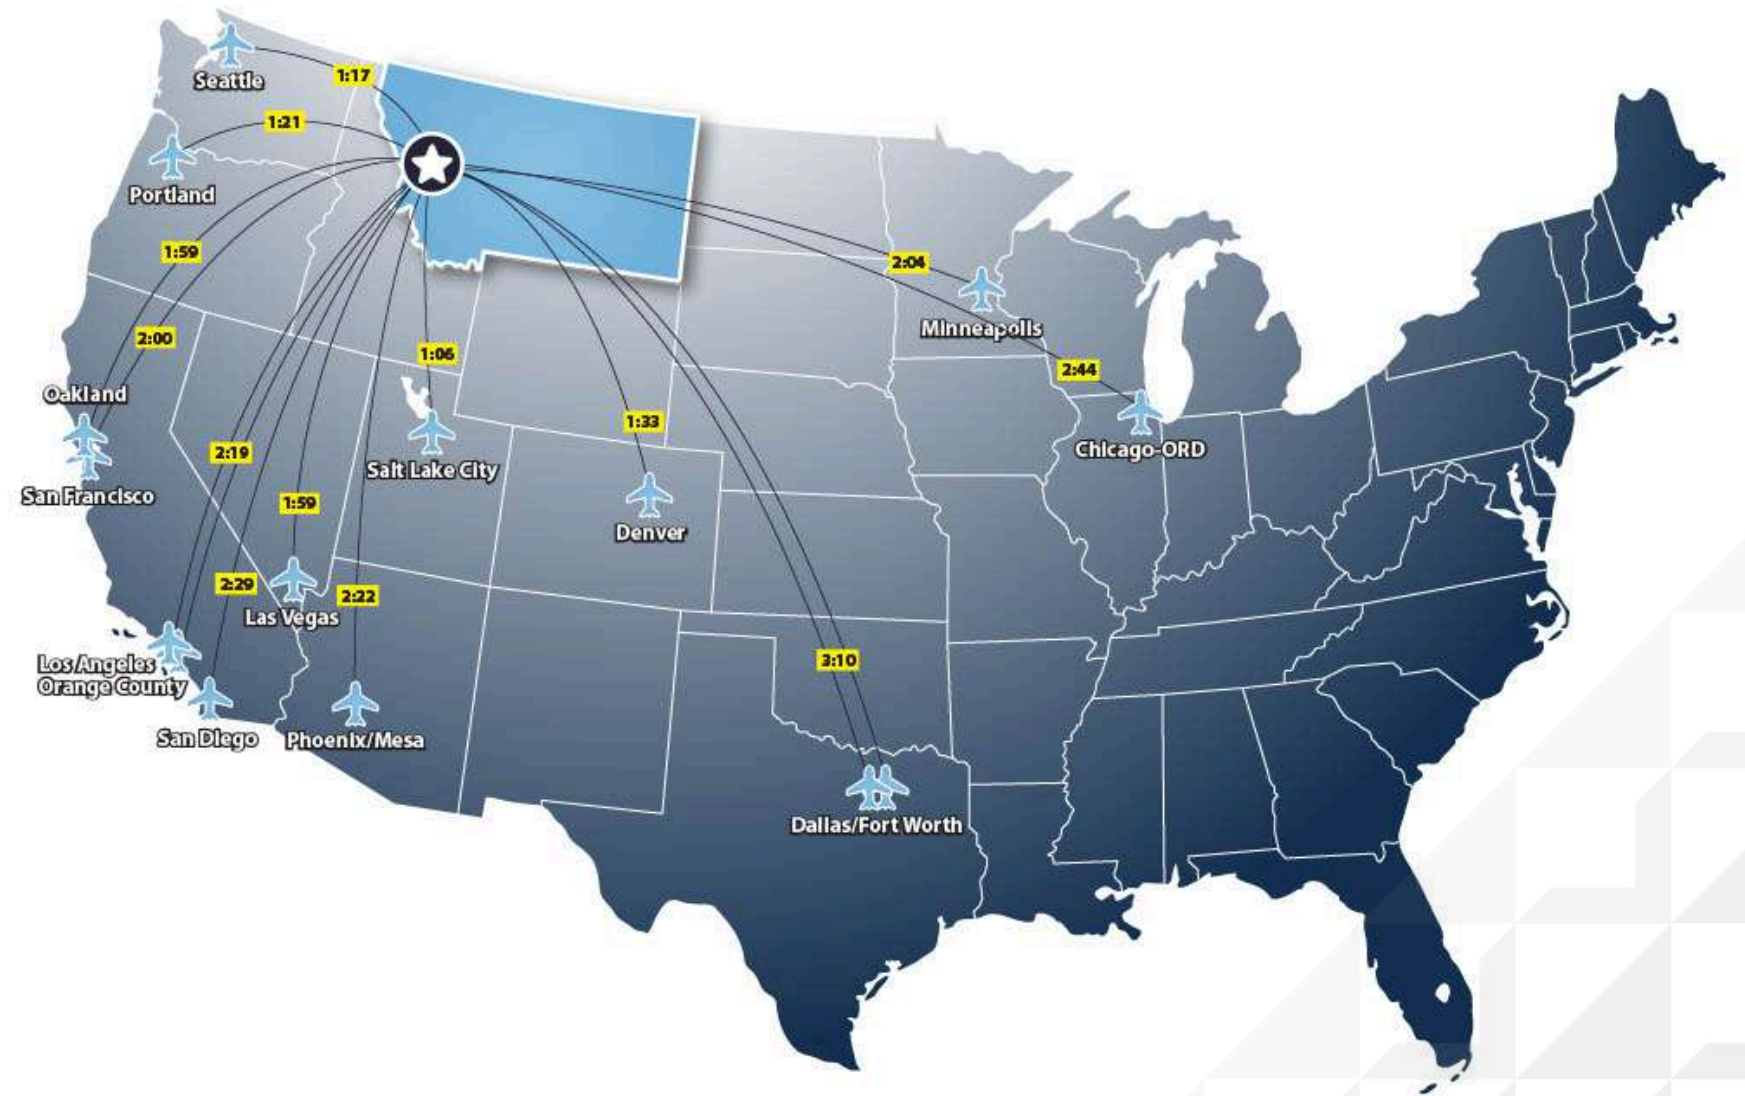 Seattle
1:17
1:21
Portland
1:59
2:04
Minneapolis
2:00
1:06
2:44
Oakland
1:33
Chicago-ORD
2:19
Salt Lake City
San Francisco
1:59
Denver
2:29
2:22
Las Vegas
3:10
Los Angeles
Orange County
San Diego
Phoenix/Mesa
Dallas/Fort Worth